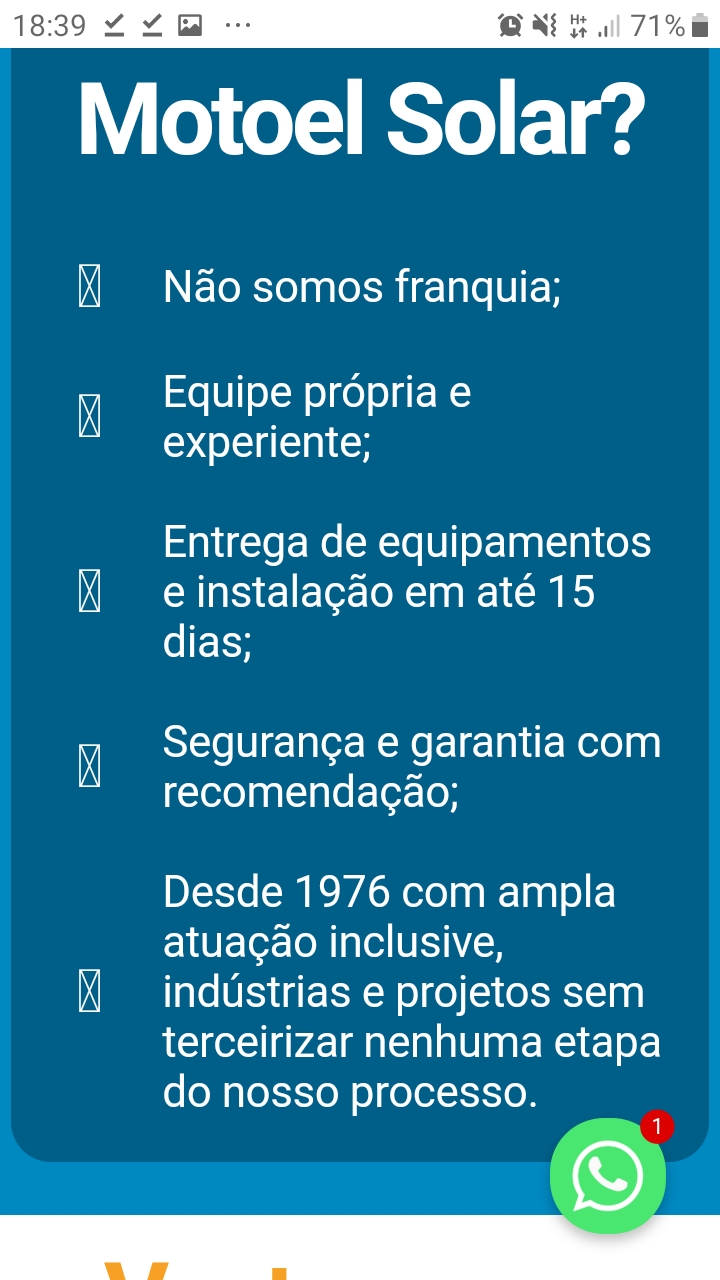 18:39
H+
71%
Motoel Solar?
Não somos franquia;
Equipe própria e
experiente;
Entrega de equipamentos
e instalação em até 15
dias;
Segurança e garantia com
recomendação;
Desde 1976 com ampla
atuação inclusive,
indústrias e projetos sem
terceirizar nenhuma etapa
do nosso processo.
1